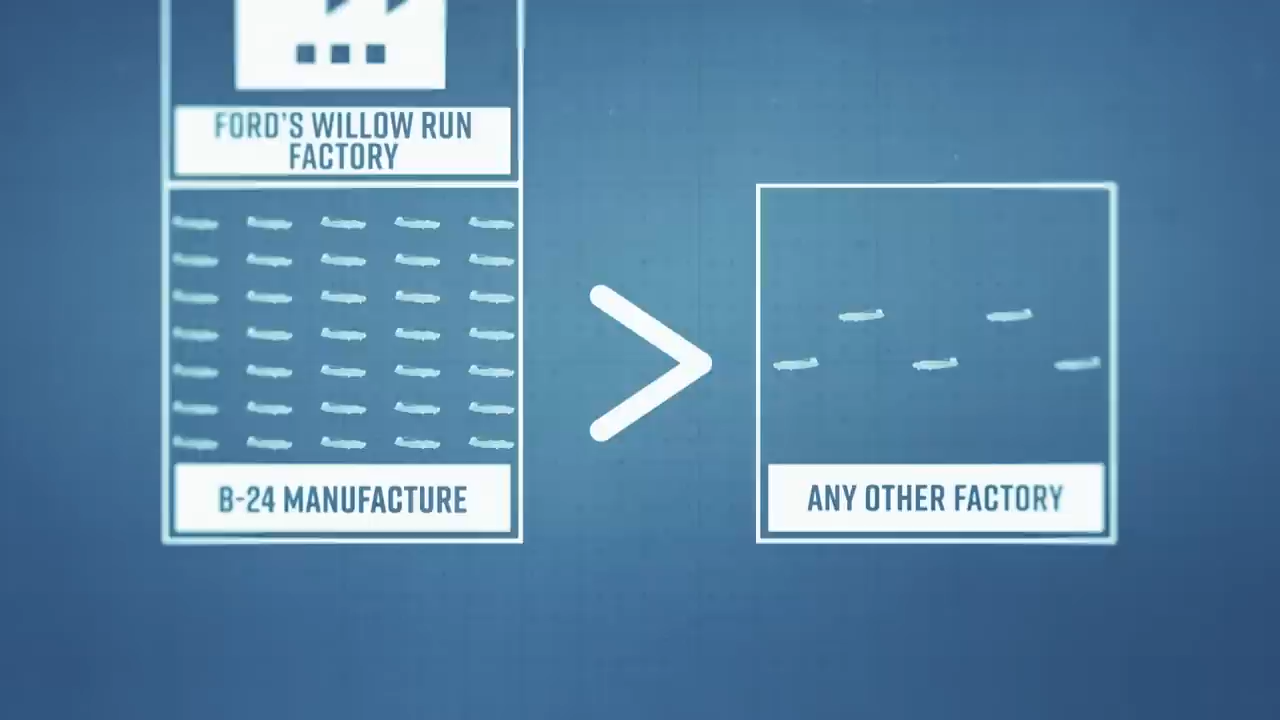 FORD'S WILLOW RUN
FACTORY
>
B-24 MANUFACTURE
ANY OTHER FACTORY